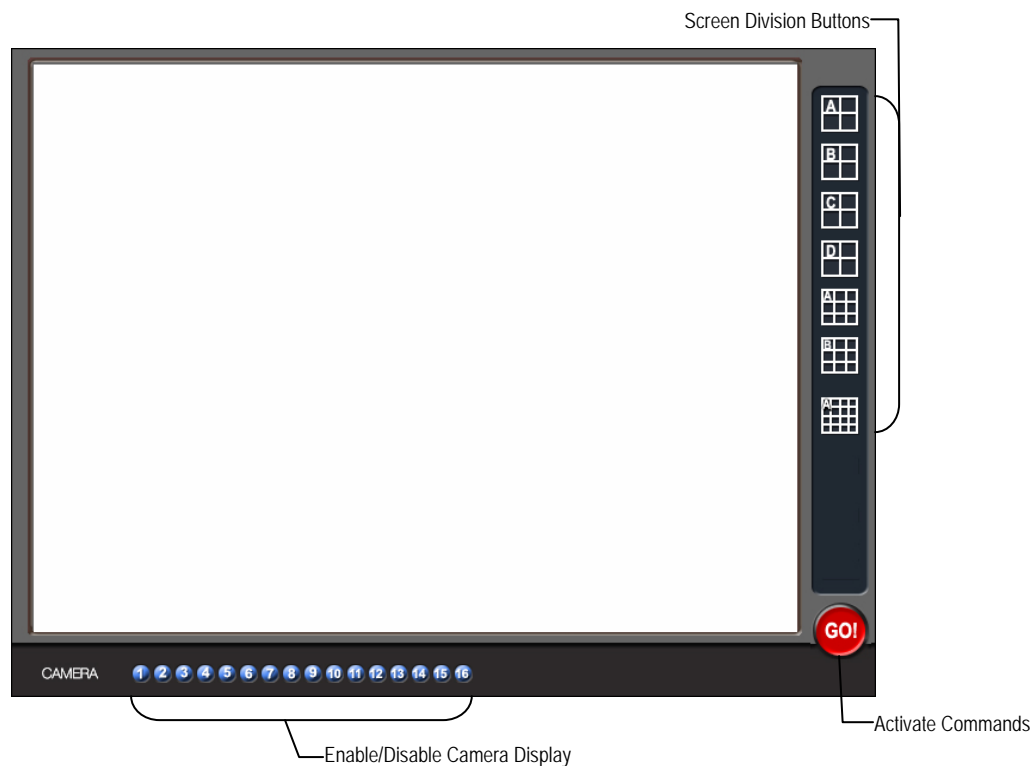 Screen Division Buttons
A
B
C
D
A
B
A
GO!
CAMERA 1 2 3 4 5 6 7 8 9 10 11 12 13 14 15 16
Activate Commands
Enable/Disable Camera Display